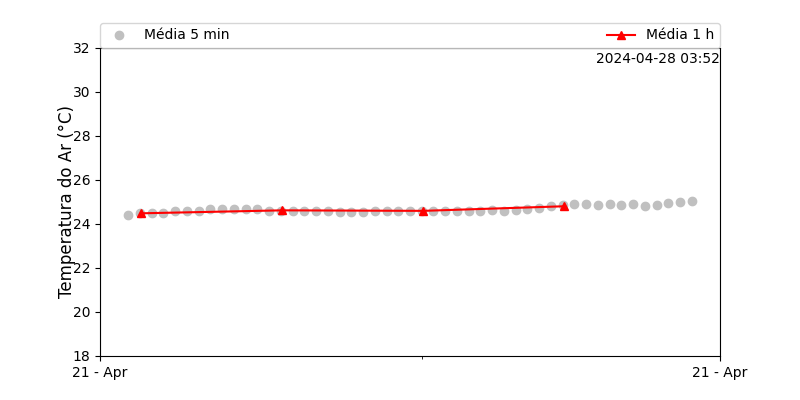 Média 5 min
Média 1 h
2024-04-28 03:52
Temperatura do Ar (°C)
32
30
28
26
24
22
20
18
21 - Apr
21 - Apr